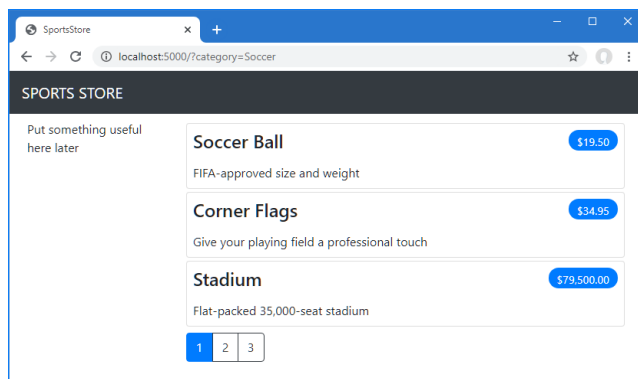 SportsStore
localhost:5000/?category=Soccer
SPORTS STORE
Put something useful
here later
Soccer Ball
$19.50
FIFA-approved size and weight
Corner Flags
$34.95
Give your playing field a professional touch
Stadium
$79,500.00
Flat-packed 35,000-seat stadium
1 2 3